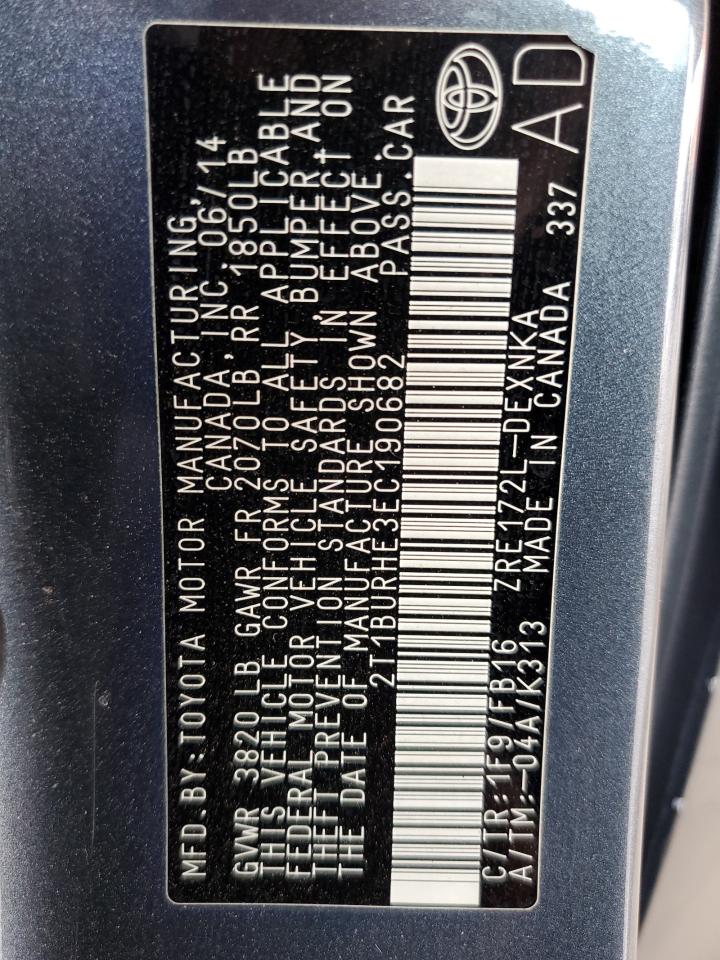 MFD.BY: TOYOTA MOTOR MANUFACTURING,
CANADA, INC. 06/14
GVWR 3820 LB GAWR FR 2070LB, RR 1850LB
THIS VEHICLE CONFORMS TO ALL APPLICABLE
FEDERAL MOTOR VEHICLE SAFETY, BUMPER, AND
THEFT PREVENTION STANDARDS IN EFFECT ON
THE DATE OF MANUFACTURE SHOWN ABOVE.
2T1BURHE3EC190682 PASS.CAR
C/TR: 1F9/FB16 ZRE172L-DEXNKA
A/TM: -04A/K313 MADE IN CANADA 337
AD